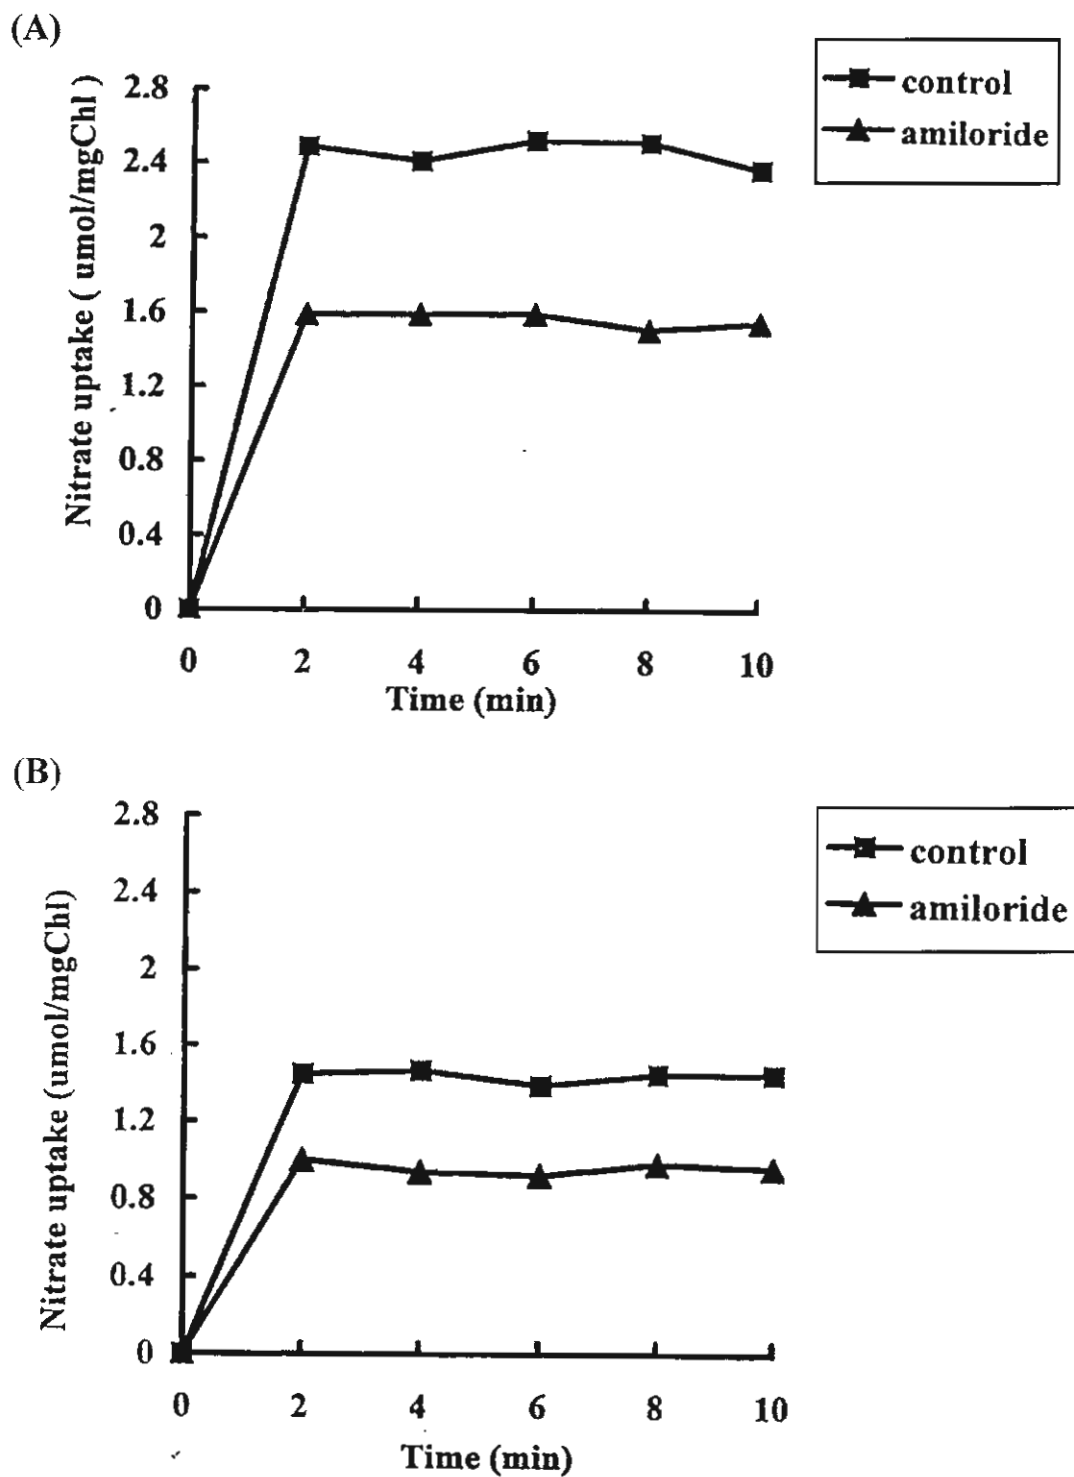 (A)
control
amiloride
Nitrate uptake ( umol/mgChl )
2.8
2.4
2
1.6
1.2
0.8
0.4
0
0 2 4 6 8 10
Time (min)
(B)
control
amiloride
Nitrate uptake (umol/mgChl)
2.8
2.4
2
1.6
1.2
0.8
0.4
0
0 2 4 6 8 10
Time (min)